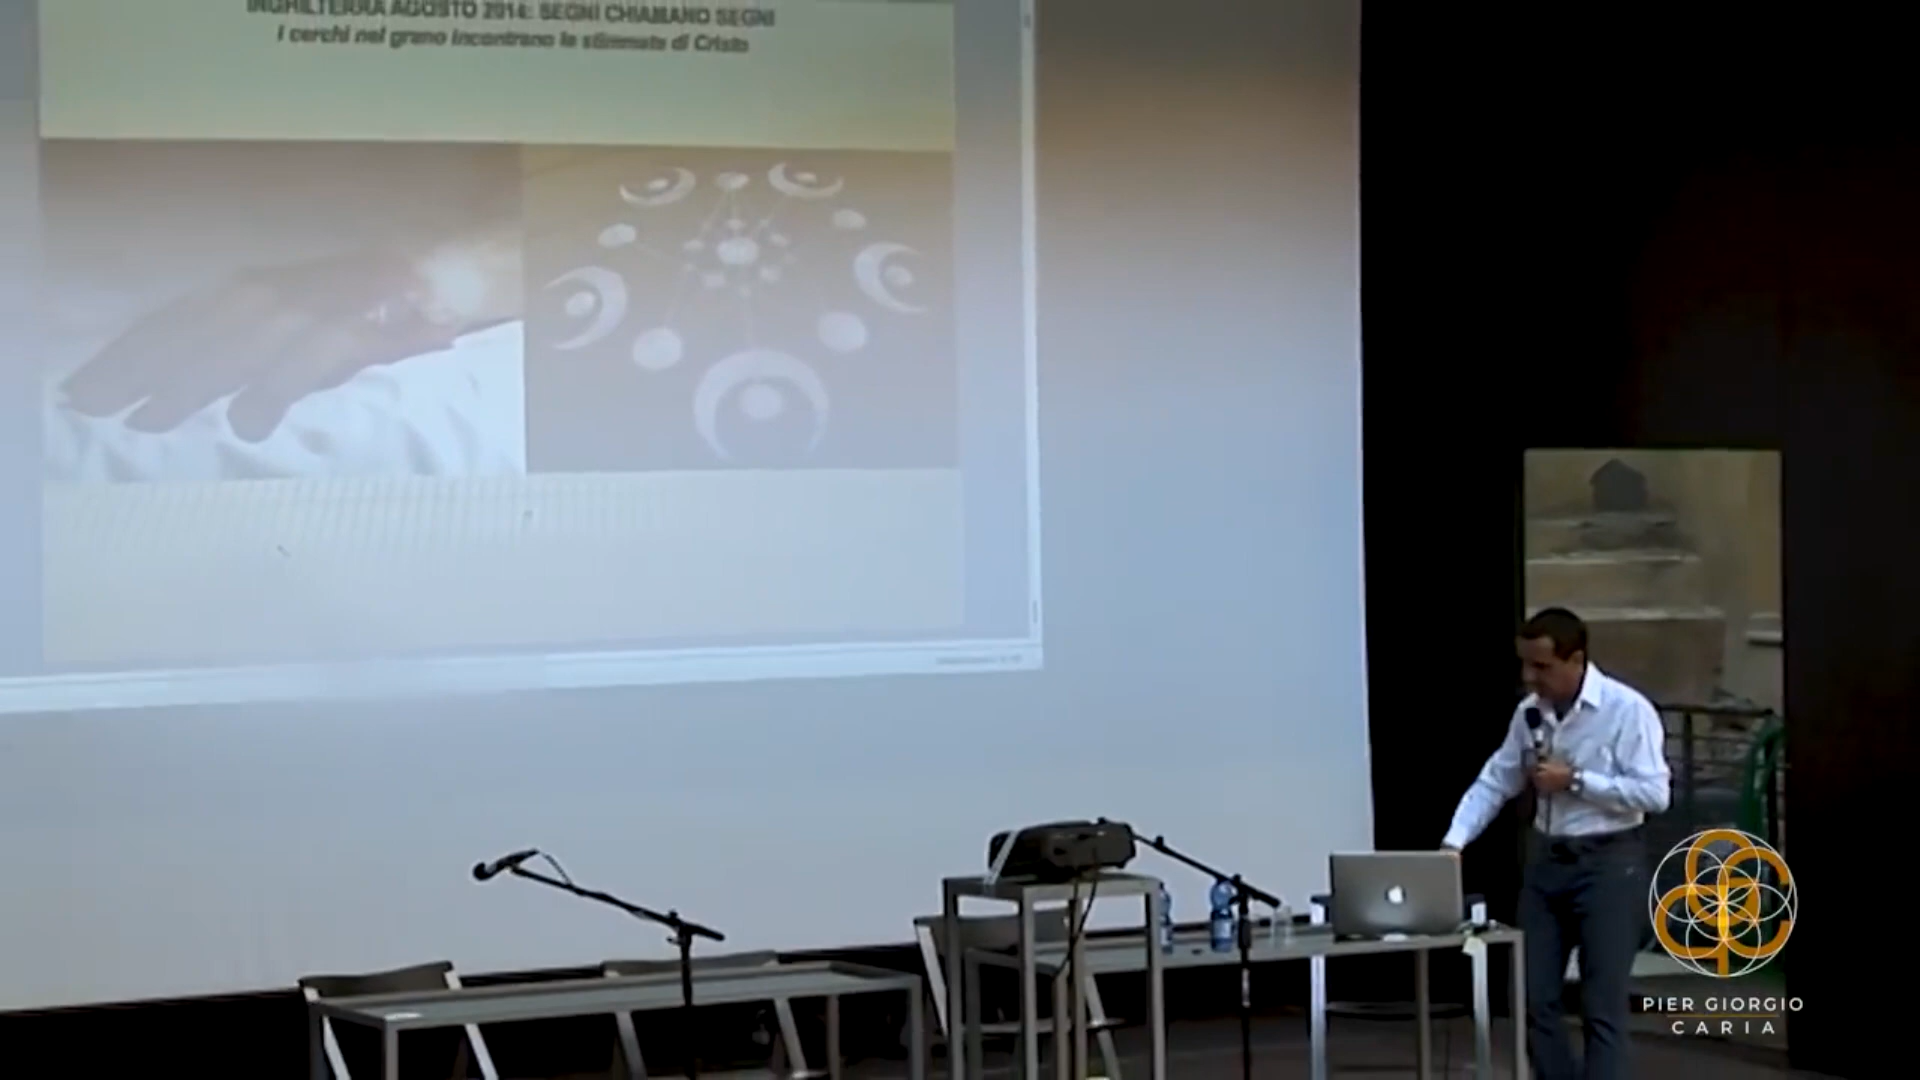 INGHILTERRA AGOSTO 2014: SEGNI CHIAMANO SEGNI
I cerchi nel grano incontrano le stimmate di Cristo
PIER GIORGIO
CARIA